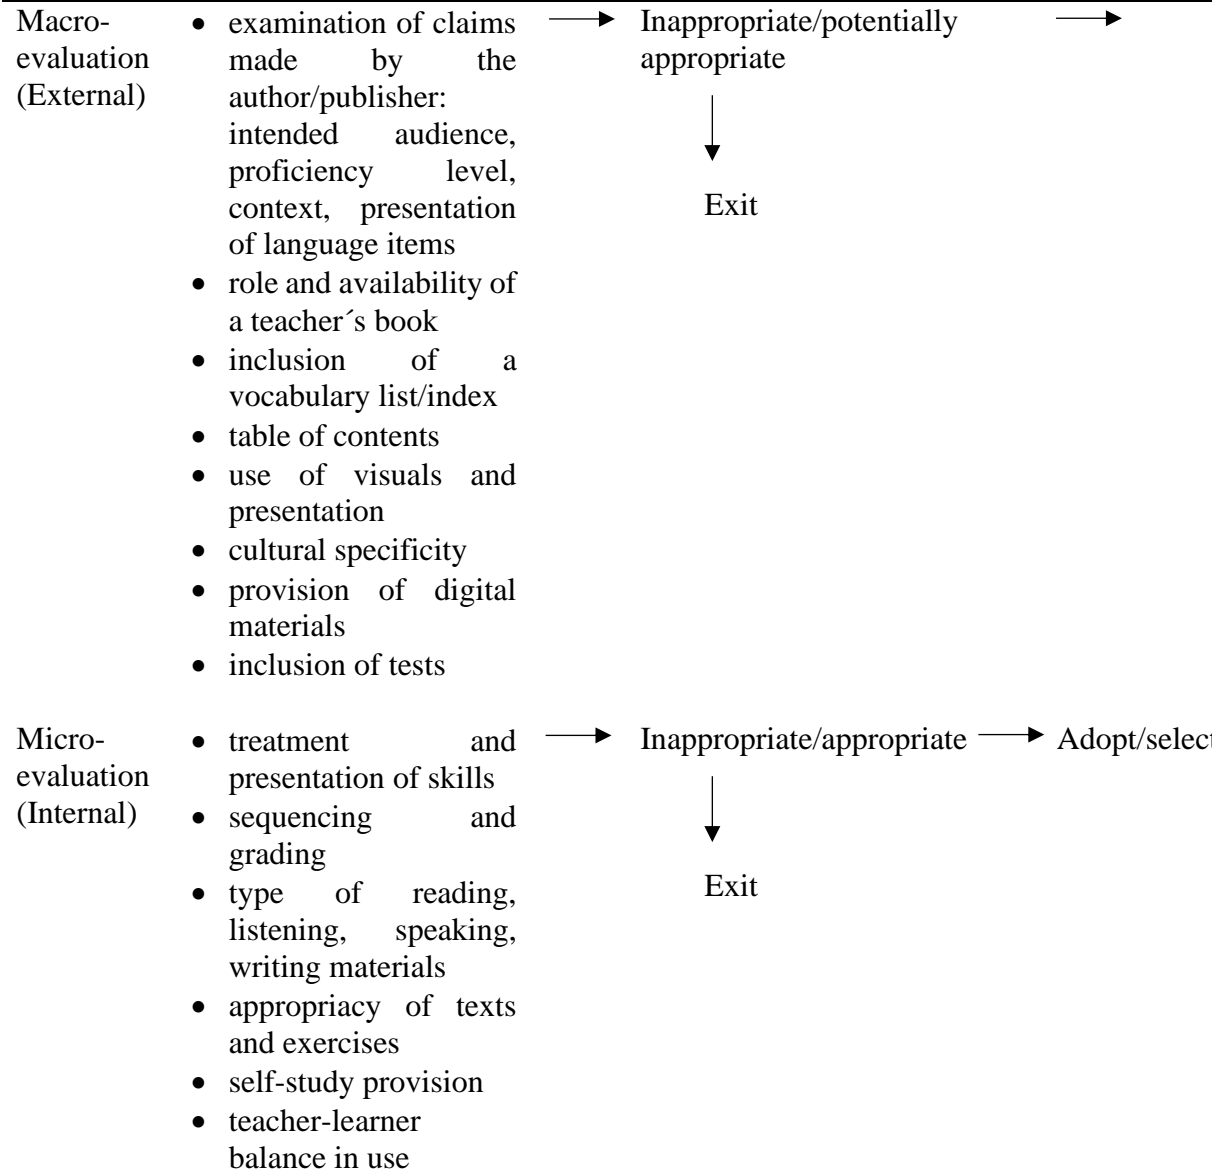 Macro-
evaluation
(External)
• examination of claims
made by the
author/publisher:
intended audience,
proficiency level,
context, presentation
of language items
• role and availability of
a teacher´s book
• inclusion of a
vocabulary list/index
• table of contents
• use of visuals and
presentation
• cultural specificity
• provision of digital
materials
• inclusion of tests
Inappropriate/potentially
appropriate
Exit
Micro-
evaluation
(Internal)
• treatment and
presentation of skills
• sequencing and
grading
• type of reading,
listening, speaking,
writing materials
• appropriacy of texts
and exercises
• self-study provision
• teacher-learner
balance in use
Inappropriate/appropriate
Exit
Adopt/select